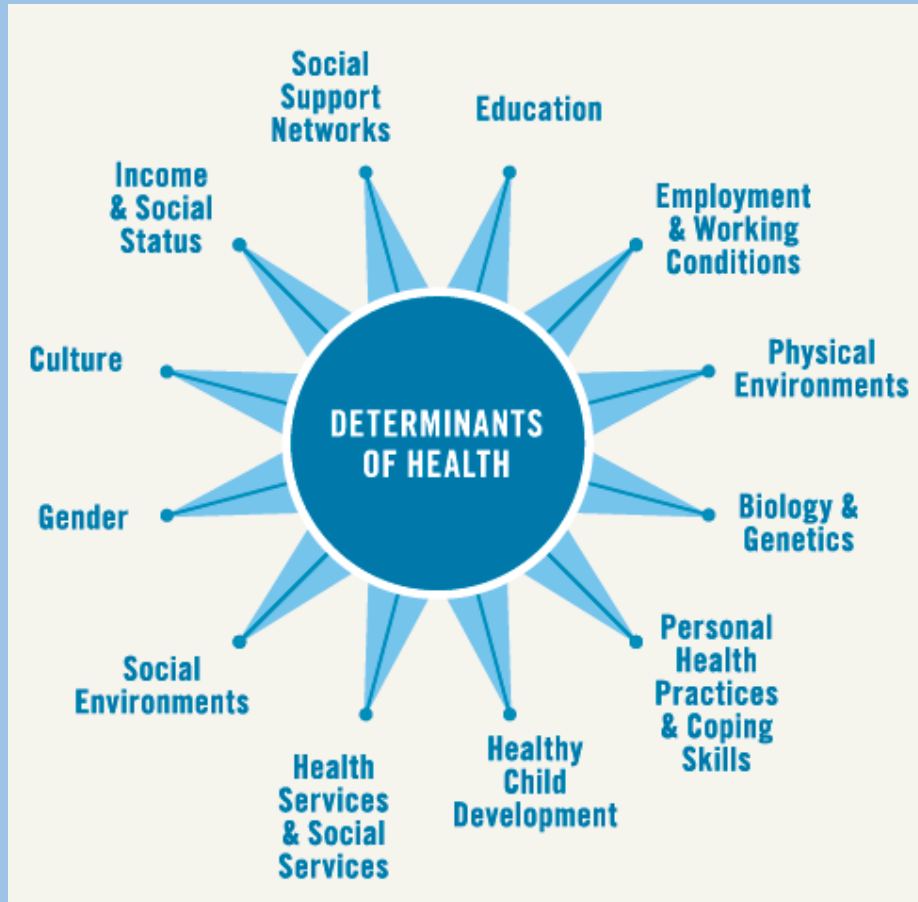 Social
Support
Networks
Education
Employment
& Working
Conditions
Physical
Environments
Biology &
Genetics
Personal
Health
Practices
& Coping
Skills
Healthy
Child
Development
Health
Services
& Social
Services
Social
Environments
Gender
Culture
Income
& Social
Status
DETERMINANTS
OF HEALTH